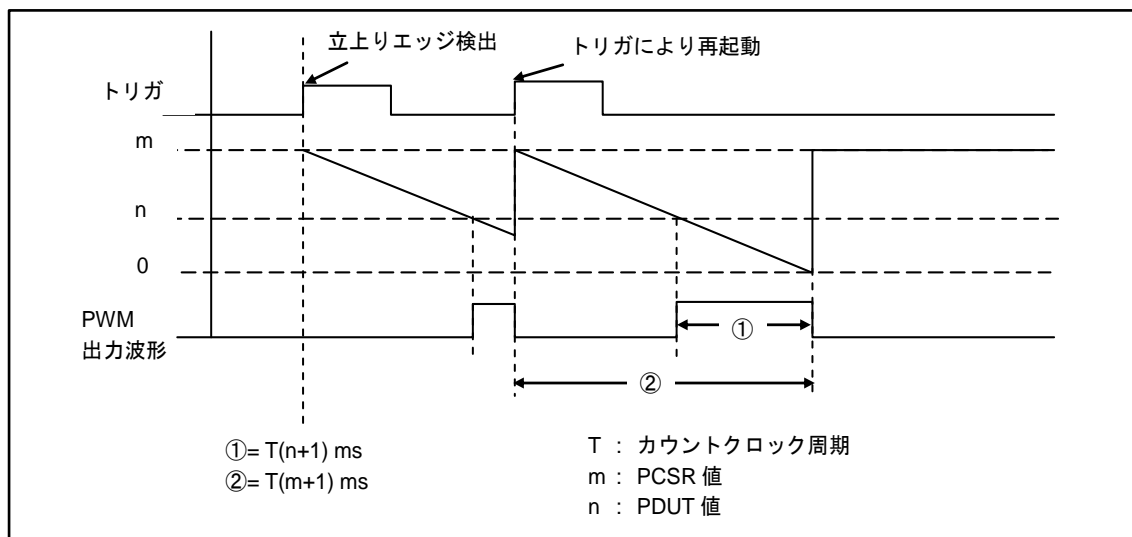 立上りエッジ検出
トリガにより再起動
トリガ
m
n
0
PWM
出力波形
①
②
①= T(n+1) ms
②= T(m+1) ms
T : カウントクロック周期
m : PCSR 値
n : PDUT 値